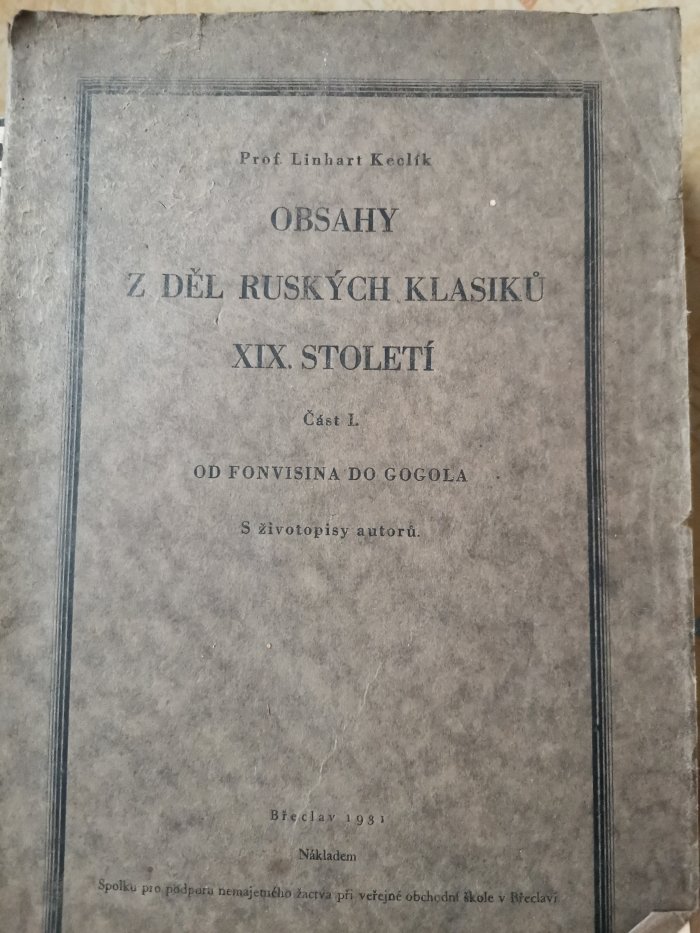 Prof. Linhart Keclík
OBSAHY
Z DĚL RUSKÝCH KLASIKŮ
XIX. STOLETÍ
Část I.
OD FONVISINA DO GOGOLA
S životopisy autorů.
Břeclav 1931
Nákladem
Spolku pro podporu nemajetného žactva při veřejné obchodní škole v Břeclavi